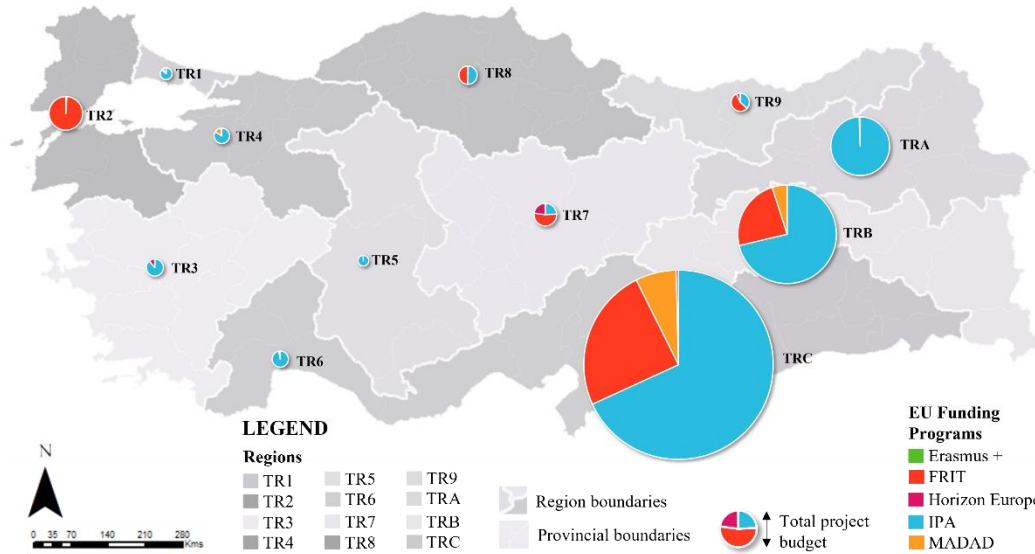 TR1
TR8
TR2
TR9
TR4
TRA
TR7
TRB
TR5
TR3
TR6
TRC
N
0 35 70 140 210 280
Kms
LEGEND
Regions
TR1
TR2
TR3
TR4
TR5
TR6
TR7
TR8
TR9
TRA
TRB
TRC
Region boundaries
Provincial boundaries
Total project
budget
EU Funding
Programs
Erasmus +
FRIT
Horizon Europe
IPA
MADAD